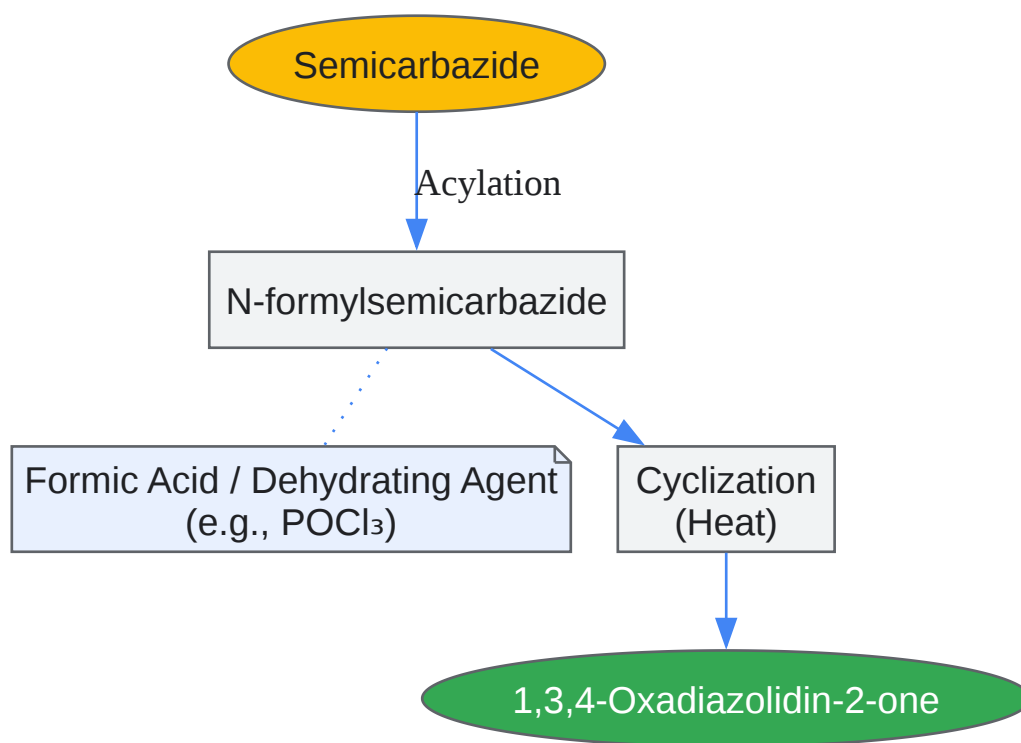 Semicarbazide
Acylation
N-formylsemicarbazide
Formic Acid / Dehydrating Agent
(e.g., POCl₃)
Cyclization
(Heat)
1,3,4-Oxadiazolidin-2-one